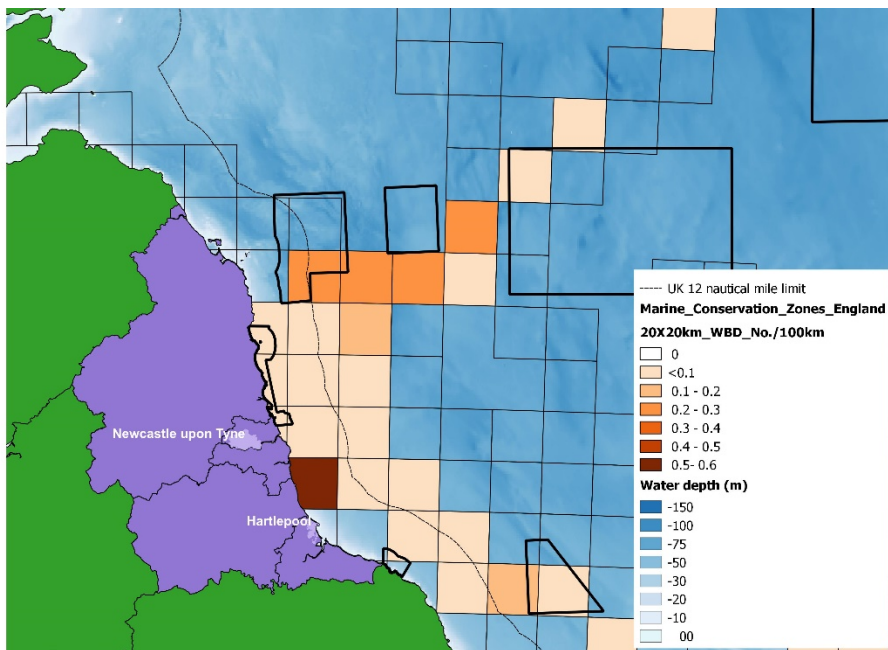 Newcastle upon Tyne
Hartlepool
UK 12 nautical mile limit
Marine_Conservation_Zones_England
20X20km_WBD_No./100km
0
<0.1
0.1 - 0.2
0.2 - 0.3
0.3 - 0.4
0.4 - 0.5
0.5- 0.6
Water depth (m)
-150
-100
-75
-50
-30
-20
-10
00